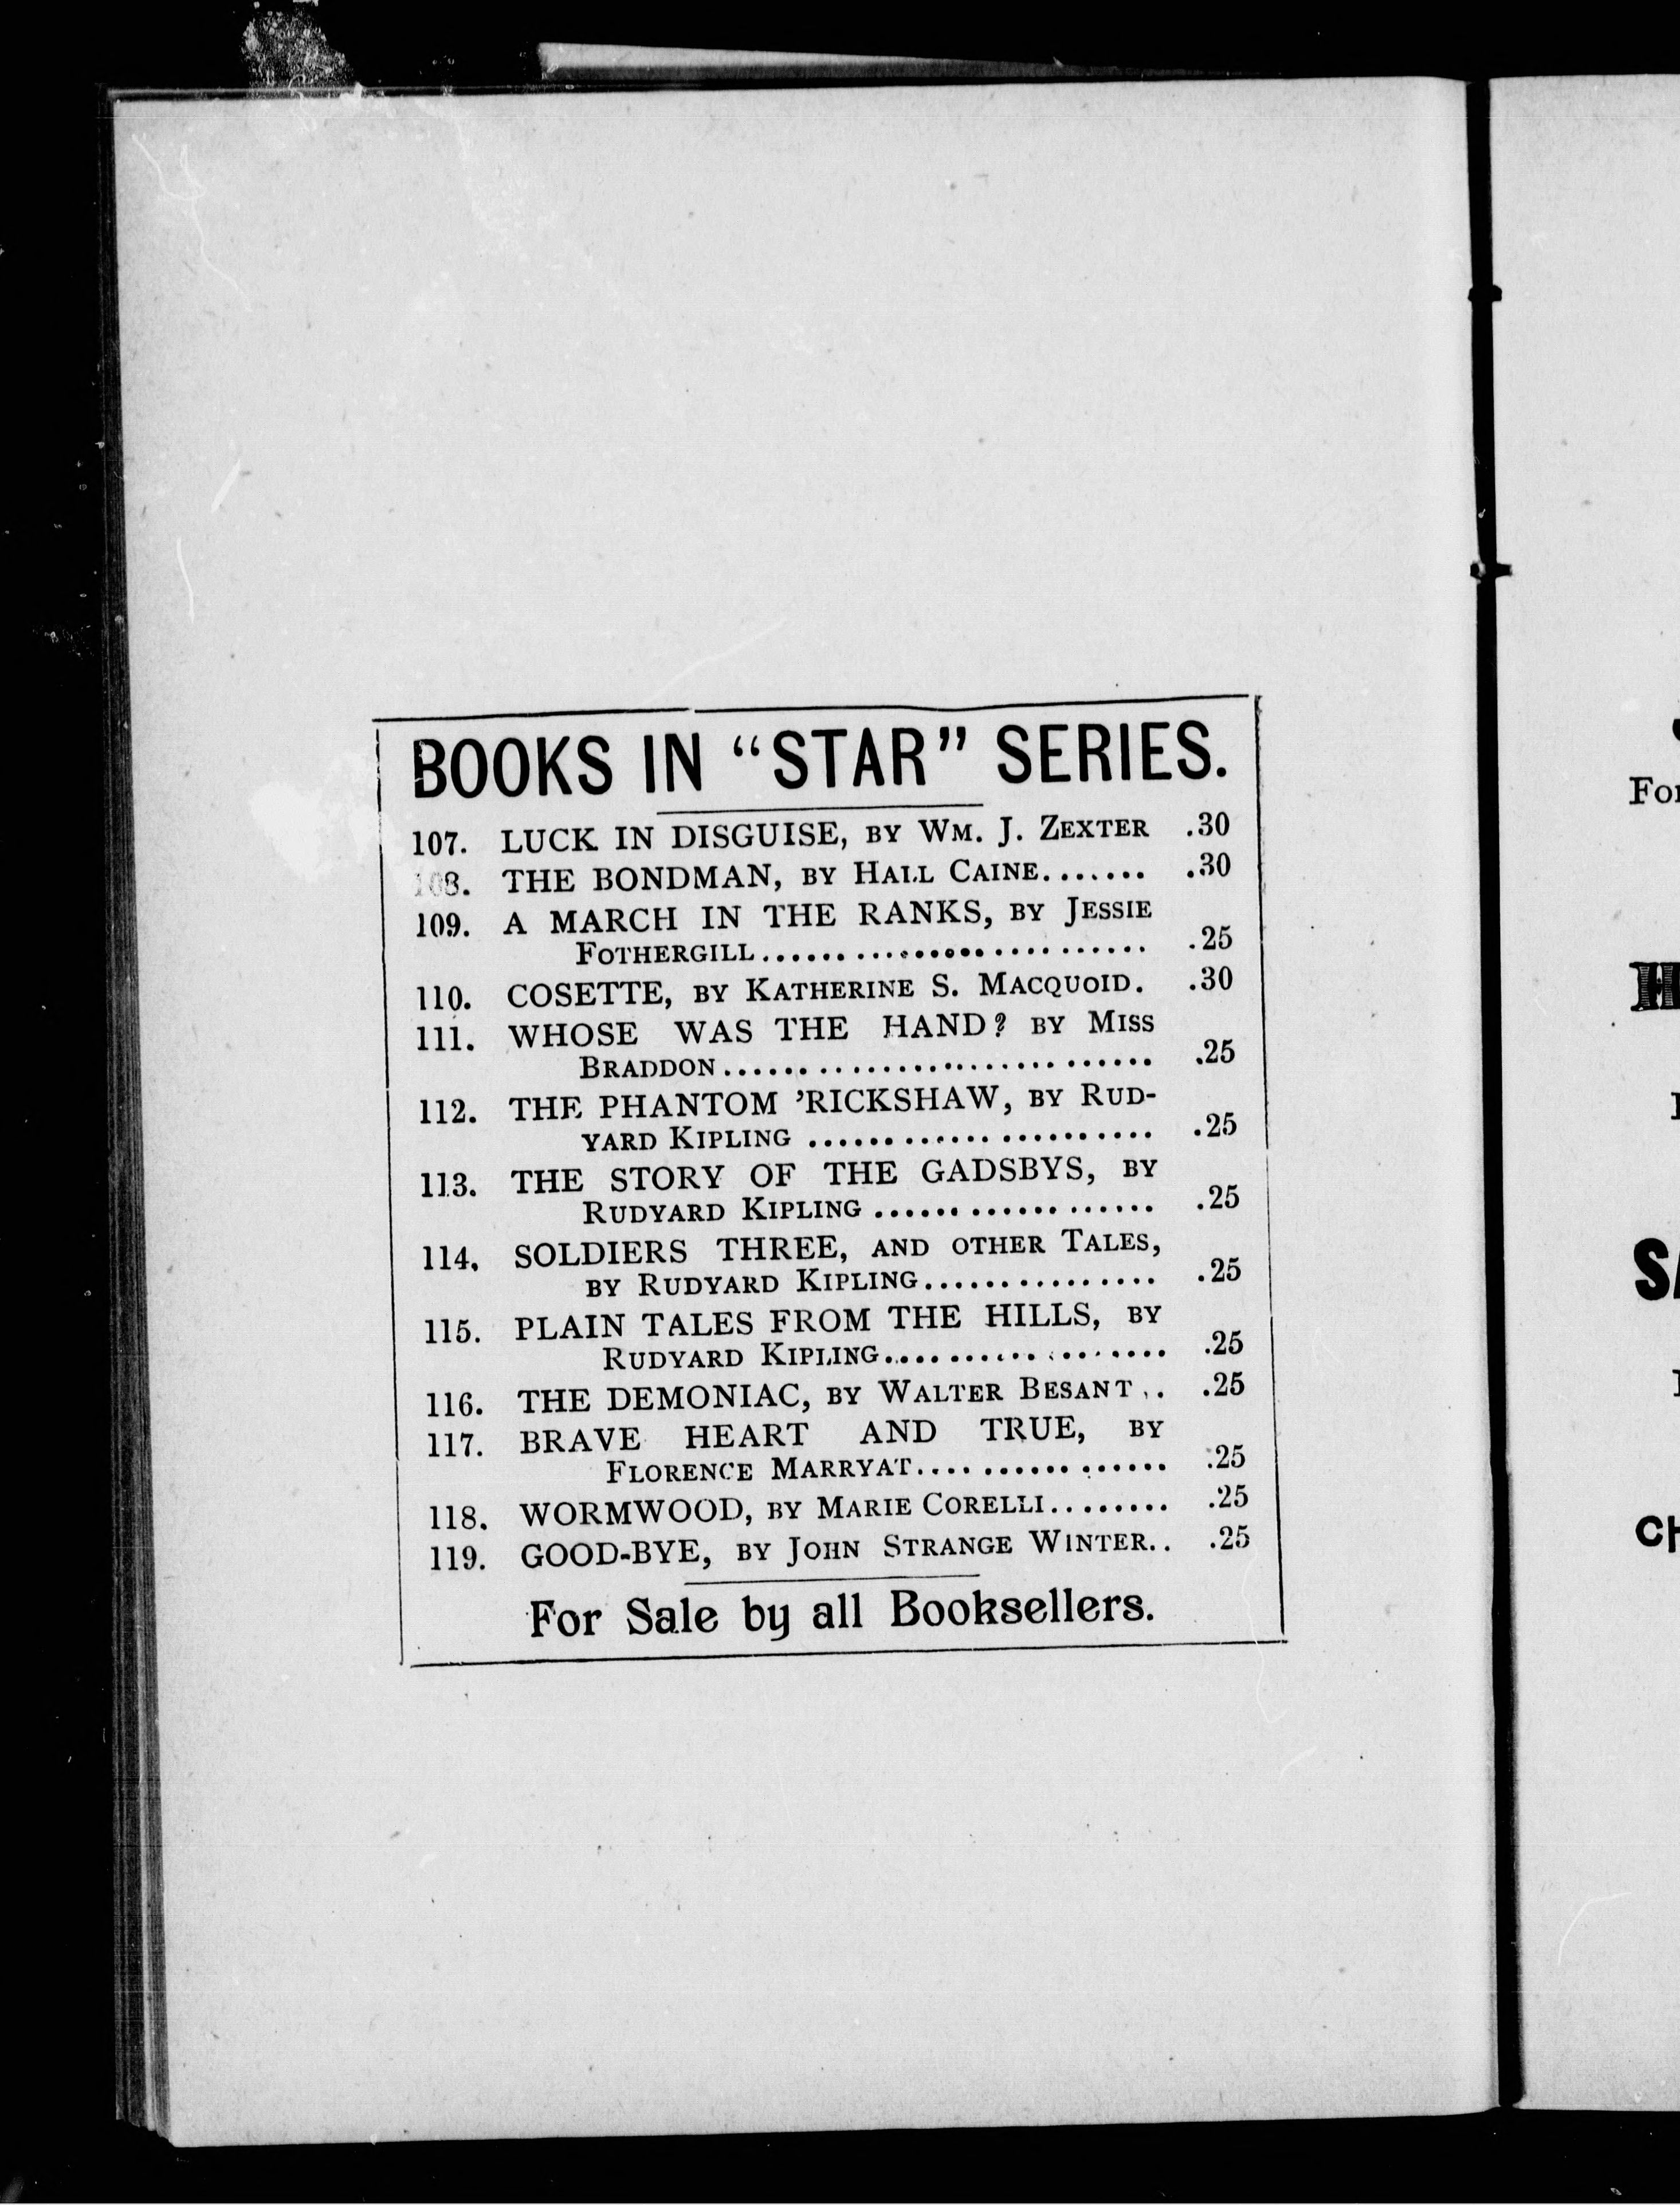 BOOKS IN “STAR” SERIES.
107. LUCK IN DISGUISE, BY WM. J. ZEXTER .30
108. THE BONDMAN, BY HALL CAINE....... .30
109. A MARCH IN THE RANKS, BY JESSIE
FOTHERGILL.............................. .25
110. COSETTE, BY KATHERINE S. MACQUOID. .30
111. WHOSE WAS THE HAND? BY MISS
BRADDON................................. .25
112. THE PHANTOM ’RICKSHAW, BY RUD-
YARD KIPLING ........................... .25
113. THE STORY OF THE GADSBYS, BY
RUDYARD KIPLING ...................... .25
114. SOLDIERS THREE, AND OTHER TALES,
BY RUDYARD KIPLING................ .25
115. PLAIN TALES FROM THE HILLS, BY
RUDYARD KIPLING.................... .25
116. THE DEMONIAC, BY WALTER BESANT .. .25
117. BRAVE HEART AND TRUE, BY
FLORENCE MARRYAT................. .25
118. WORMWOOD, BY MARIE CORELLI........ .25
119. GOOD-BYE, BY JOHN STRANGE WINTER.. .25
For Sale by all Booksellers.